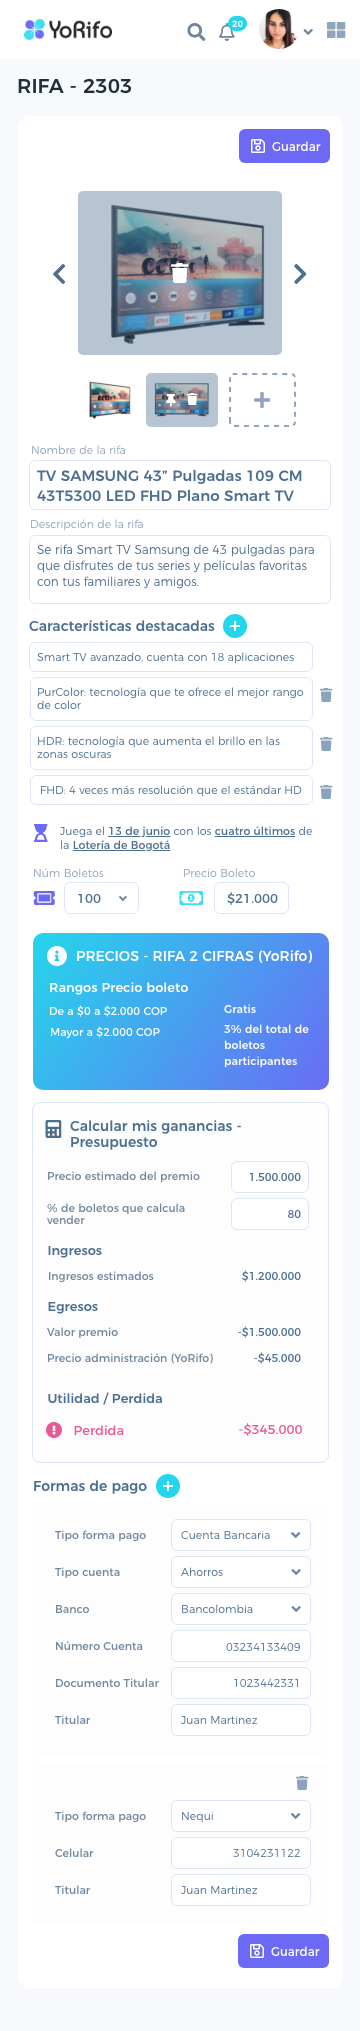 YoRifo
20
RIFA - 2303
Guardar
Nombre de la rifa
TV SAMSUNG 43” Pulgadas 109 CM
43T5300 LED FHD Plano Smart TV
Descripción de la rifa
Se rifa Smart TV Samsung de 43 pulgadas para
que disfrutes de tus series y películas favoritas
con tus familiares y amigos.
Características destacadas
Smart TV avanzado, cuenta con 18 aplicaciones
PurColor: tecnología que te ofrece el mejor rango
de color
HDR: tecnología que aumenta el brillo en las
zonas oscuras
FHD: 4 veces más resolución que el estándar HD
Juega el 13 de junio con los cuatro últimos de
la Lotería de Bogotá
Núm Boletos
Precio Boleto
100
$21.000
PRECIOS - RIFA 2 CIFRAS (YoRifo)
Rangos Precio boleto
De a $0 a $2.000 COP
Gratis
Mayor a $2.000 COP
3% del total de
boletos
participantes
Calcular mis ganancias -
Presupuesto
Precio estimado del premio
1.500.000
% de boletos que calcula
vender
80
Ingresos
Ingresos estimados
$1.200.000
Egresos
Valor premio
-$1.500.000
Precio administración (YoRifo)
-$45.000
Utilidad / Perdida
Perdida
-$345.000
Formas de pago
Tipo forma pago
Cuenta Bancaria
Tipo cuenta
Ahorros
Banco
Bancolombia
Número Cuenta
03234133409
Documento Titular
1023442331
Titular
Juan Martinez
Tipo forma pago
Nequi
Celular
3104231122
Titular
Juan Martinez
Guardar